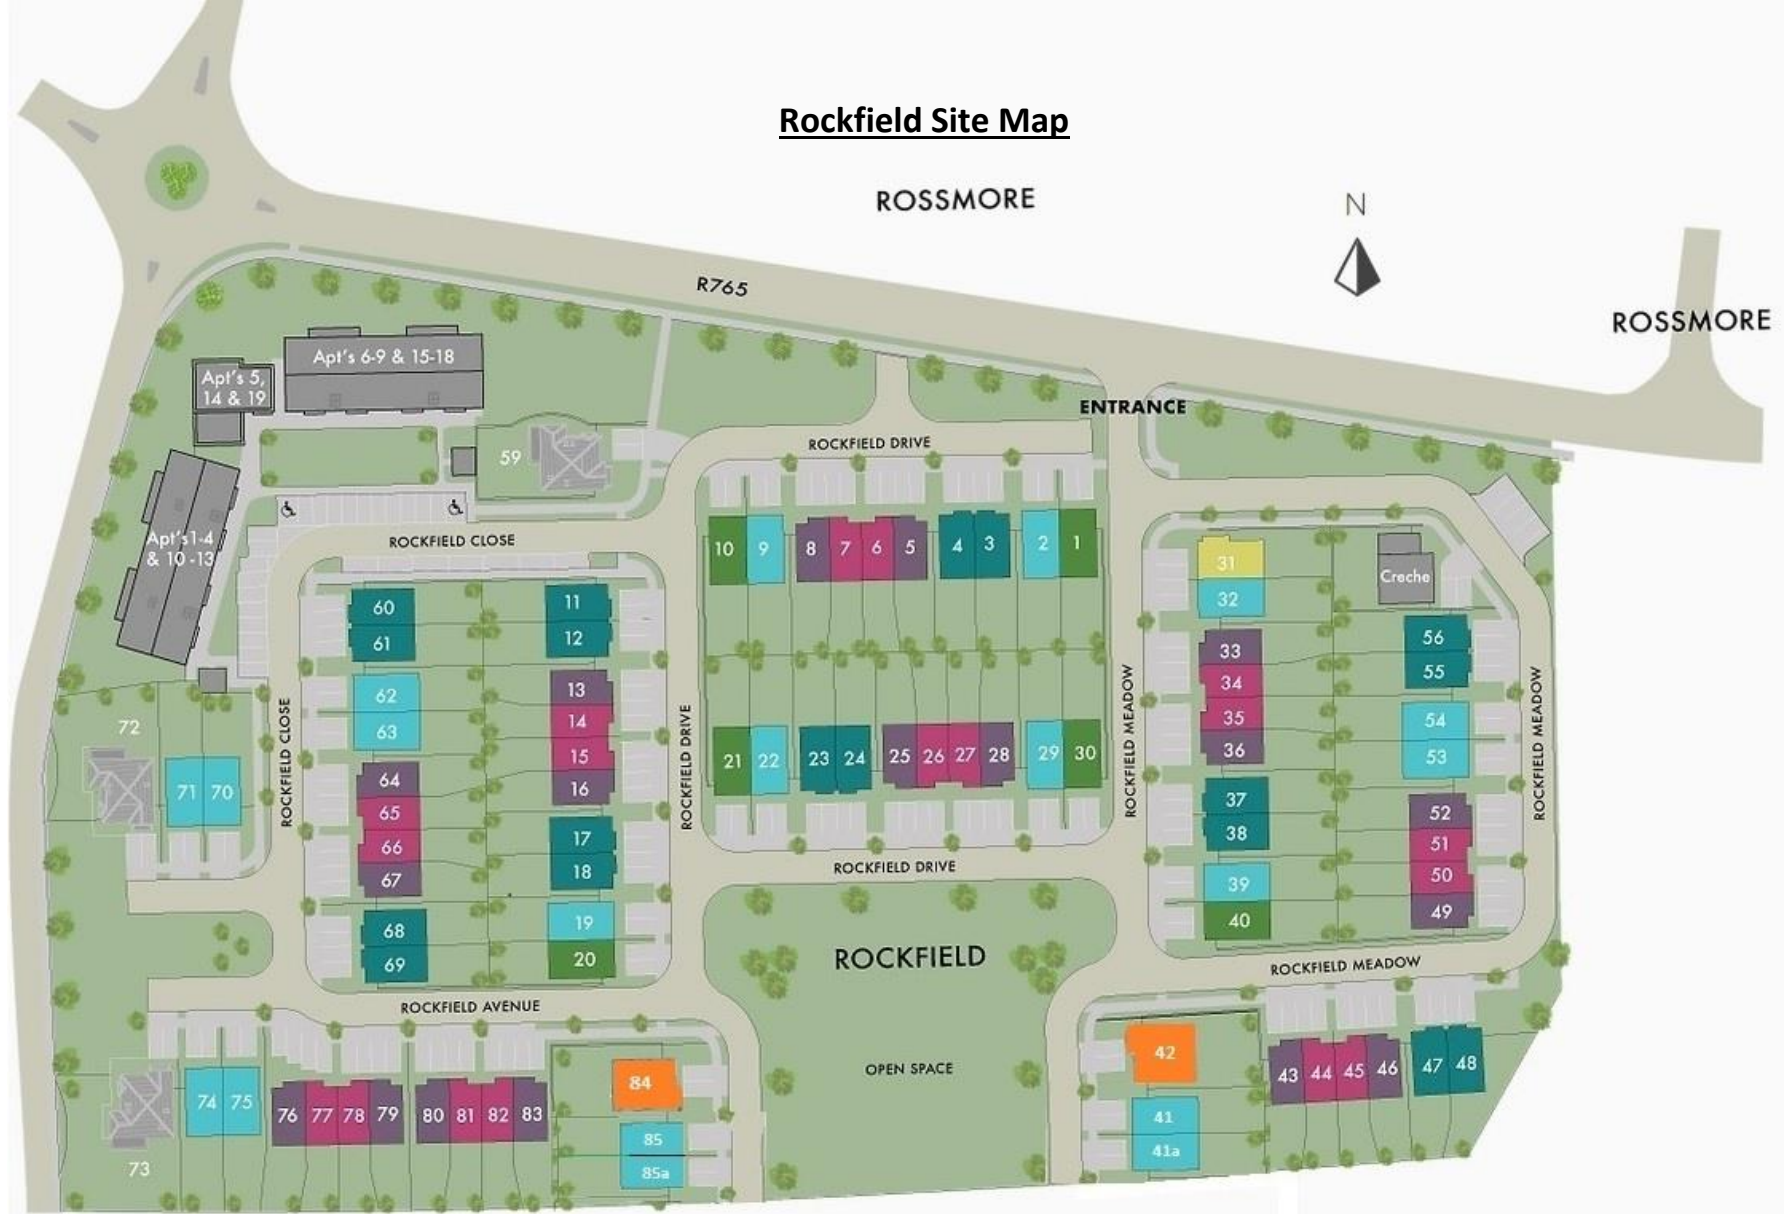 Rockfield Site Map
ROSSMORE
N
R765
ROSSMORE
Apt's 6-9 & 15-18
Apt's 5,
14 & 19
ENTRANCE
ROCKFIELD DRIVE
59
Apt's1-4
& 10 -13
ROCKFIELD CLOSE
10 9 8 7 6 5 4 3 2 1
31
32
Creche
60
61
11
12
33
34
35
36
56
55
62
63
13
14
15
16
54
53
72
71 70
ROCKFIELD CLOSE
ROCKFIELD DRIVE
ROCKFIELD MEADOW
ROCKFIELD MEADOW
21 22 23 24 25 26 27 28 29 30
64
65
66
67
17
18
37
38
52
51
50
49
ROCKFIELD DRIVE
39
40
68
69
19
20
ROCKFIELD
ROCKFIELD MEADOW
ROCKFIELD AVENUE
OPEN SPACE
42
43 44 45 46 47 48
84
74 75 76 77 78 79 80 81 82 83
41
41a
85
85a
73